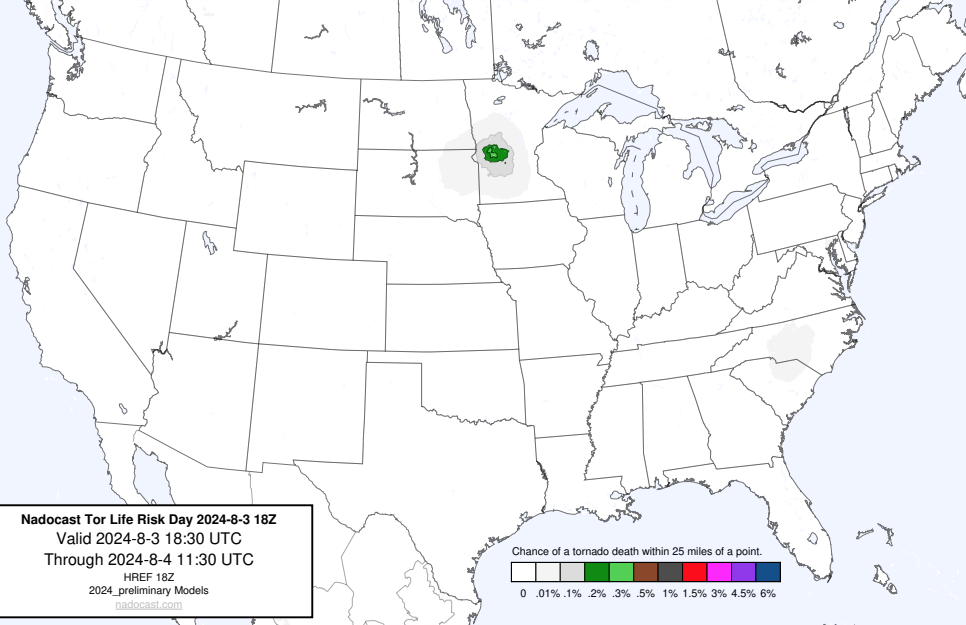 Nadocast Tor Life Risk Day 2024-8-3 18Z
Valid 2024-8-3 18:30 UTC
Through 2024-8-4 11:30 UTC
HREF 18Z
2024_preliminary Models
nadocast.com
Chance of a tornado death within 25 miles of a point.
0 .01% .1% .2% .3% .5% 1% 1.5% 3% 4.5% 6%